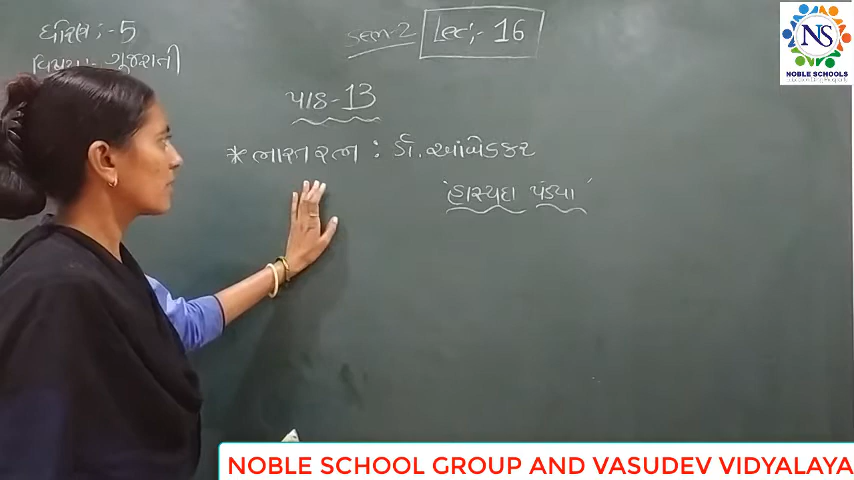 ધોરણ :- 5
વિષય :- ગુજરાતી
sem-2
Lec :- 16
પાઠ-13
* ભારતરત્ન : ડૉ. આંબેડકર
'હાસ્યદા પંડ્યા'
NS
NOBLE SCHOOLS
NOBLE SCHOOL GROUP AND VASUDEV VIDYALAYA